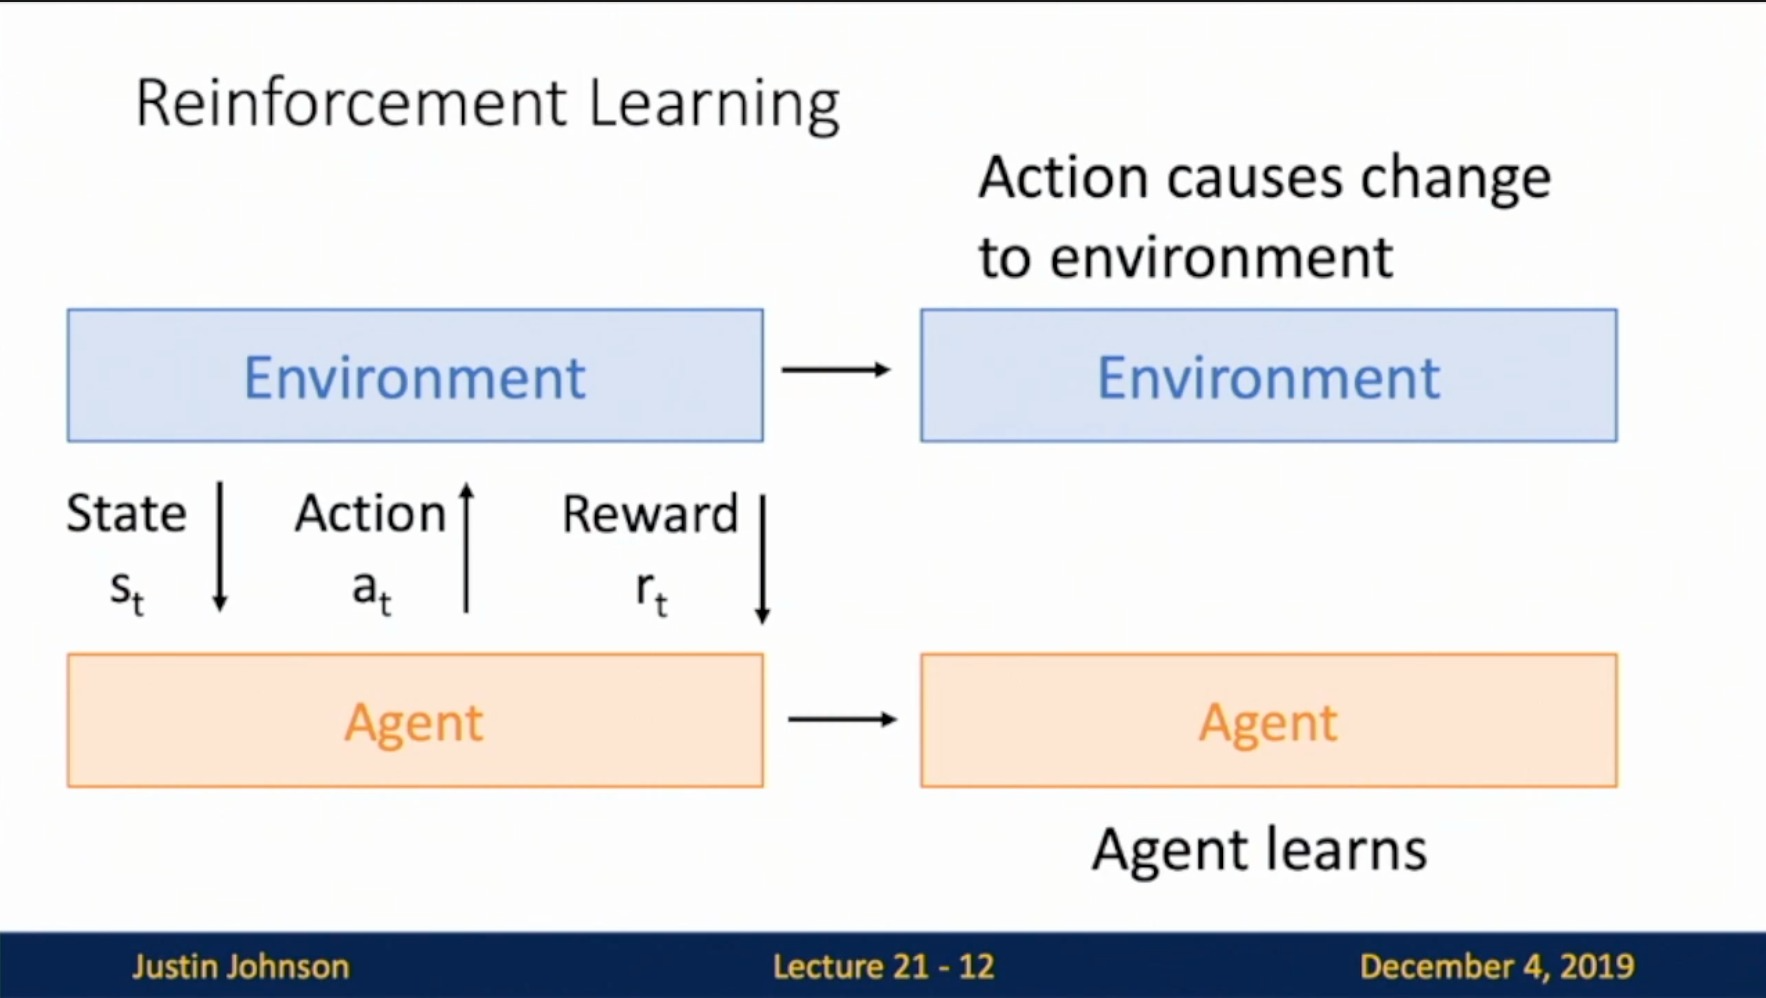 Reinforcement Learning
Action causes change
to environment
Environment
Environment
State
s_t
Action
a_t
Reward
r_t
Agent
Agent
Agent learns
Justin Johnson
Lecture 21 - 12
December 4, 2019